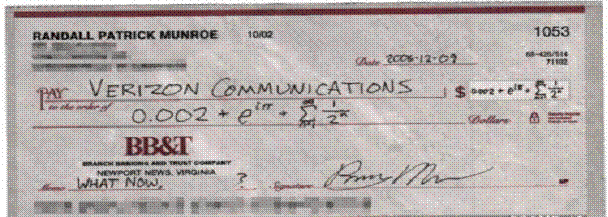 RANDALL PATRICK MUNROE 10/02 1053
Date 2006-12-09
PAY VERIZON COMMUNICATIONS $ 0.002 + e^{iπ} + ∑_{n=1}^{∞} 1/2^n
to the order of 0.002 + e^{iπ} + ∑_{n=1}^{∞} 1/2^n Dollars
BB&T
BRANCH BANKING AND TRUST COMPANY
NEWPORT NEWS, VIRGINIA
Memo WHAT NOW, ? Signature